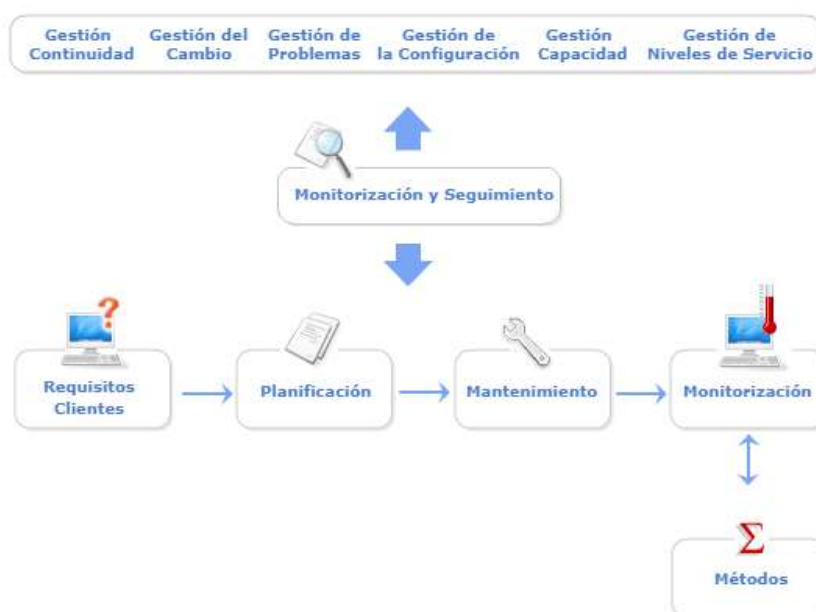 Gestión Continuidad
Gestión del Cambio
Gestión de Problemas
Gestión de la Configuración
Gestión Capacidad
Gestión de Niveles de Servicio
Monitorización y Seguimiento
?
Requisitos
Clientes
Planificación
Mantenimiento
Monitorización
Σ
Métodos